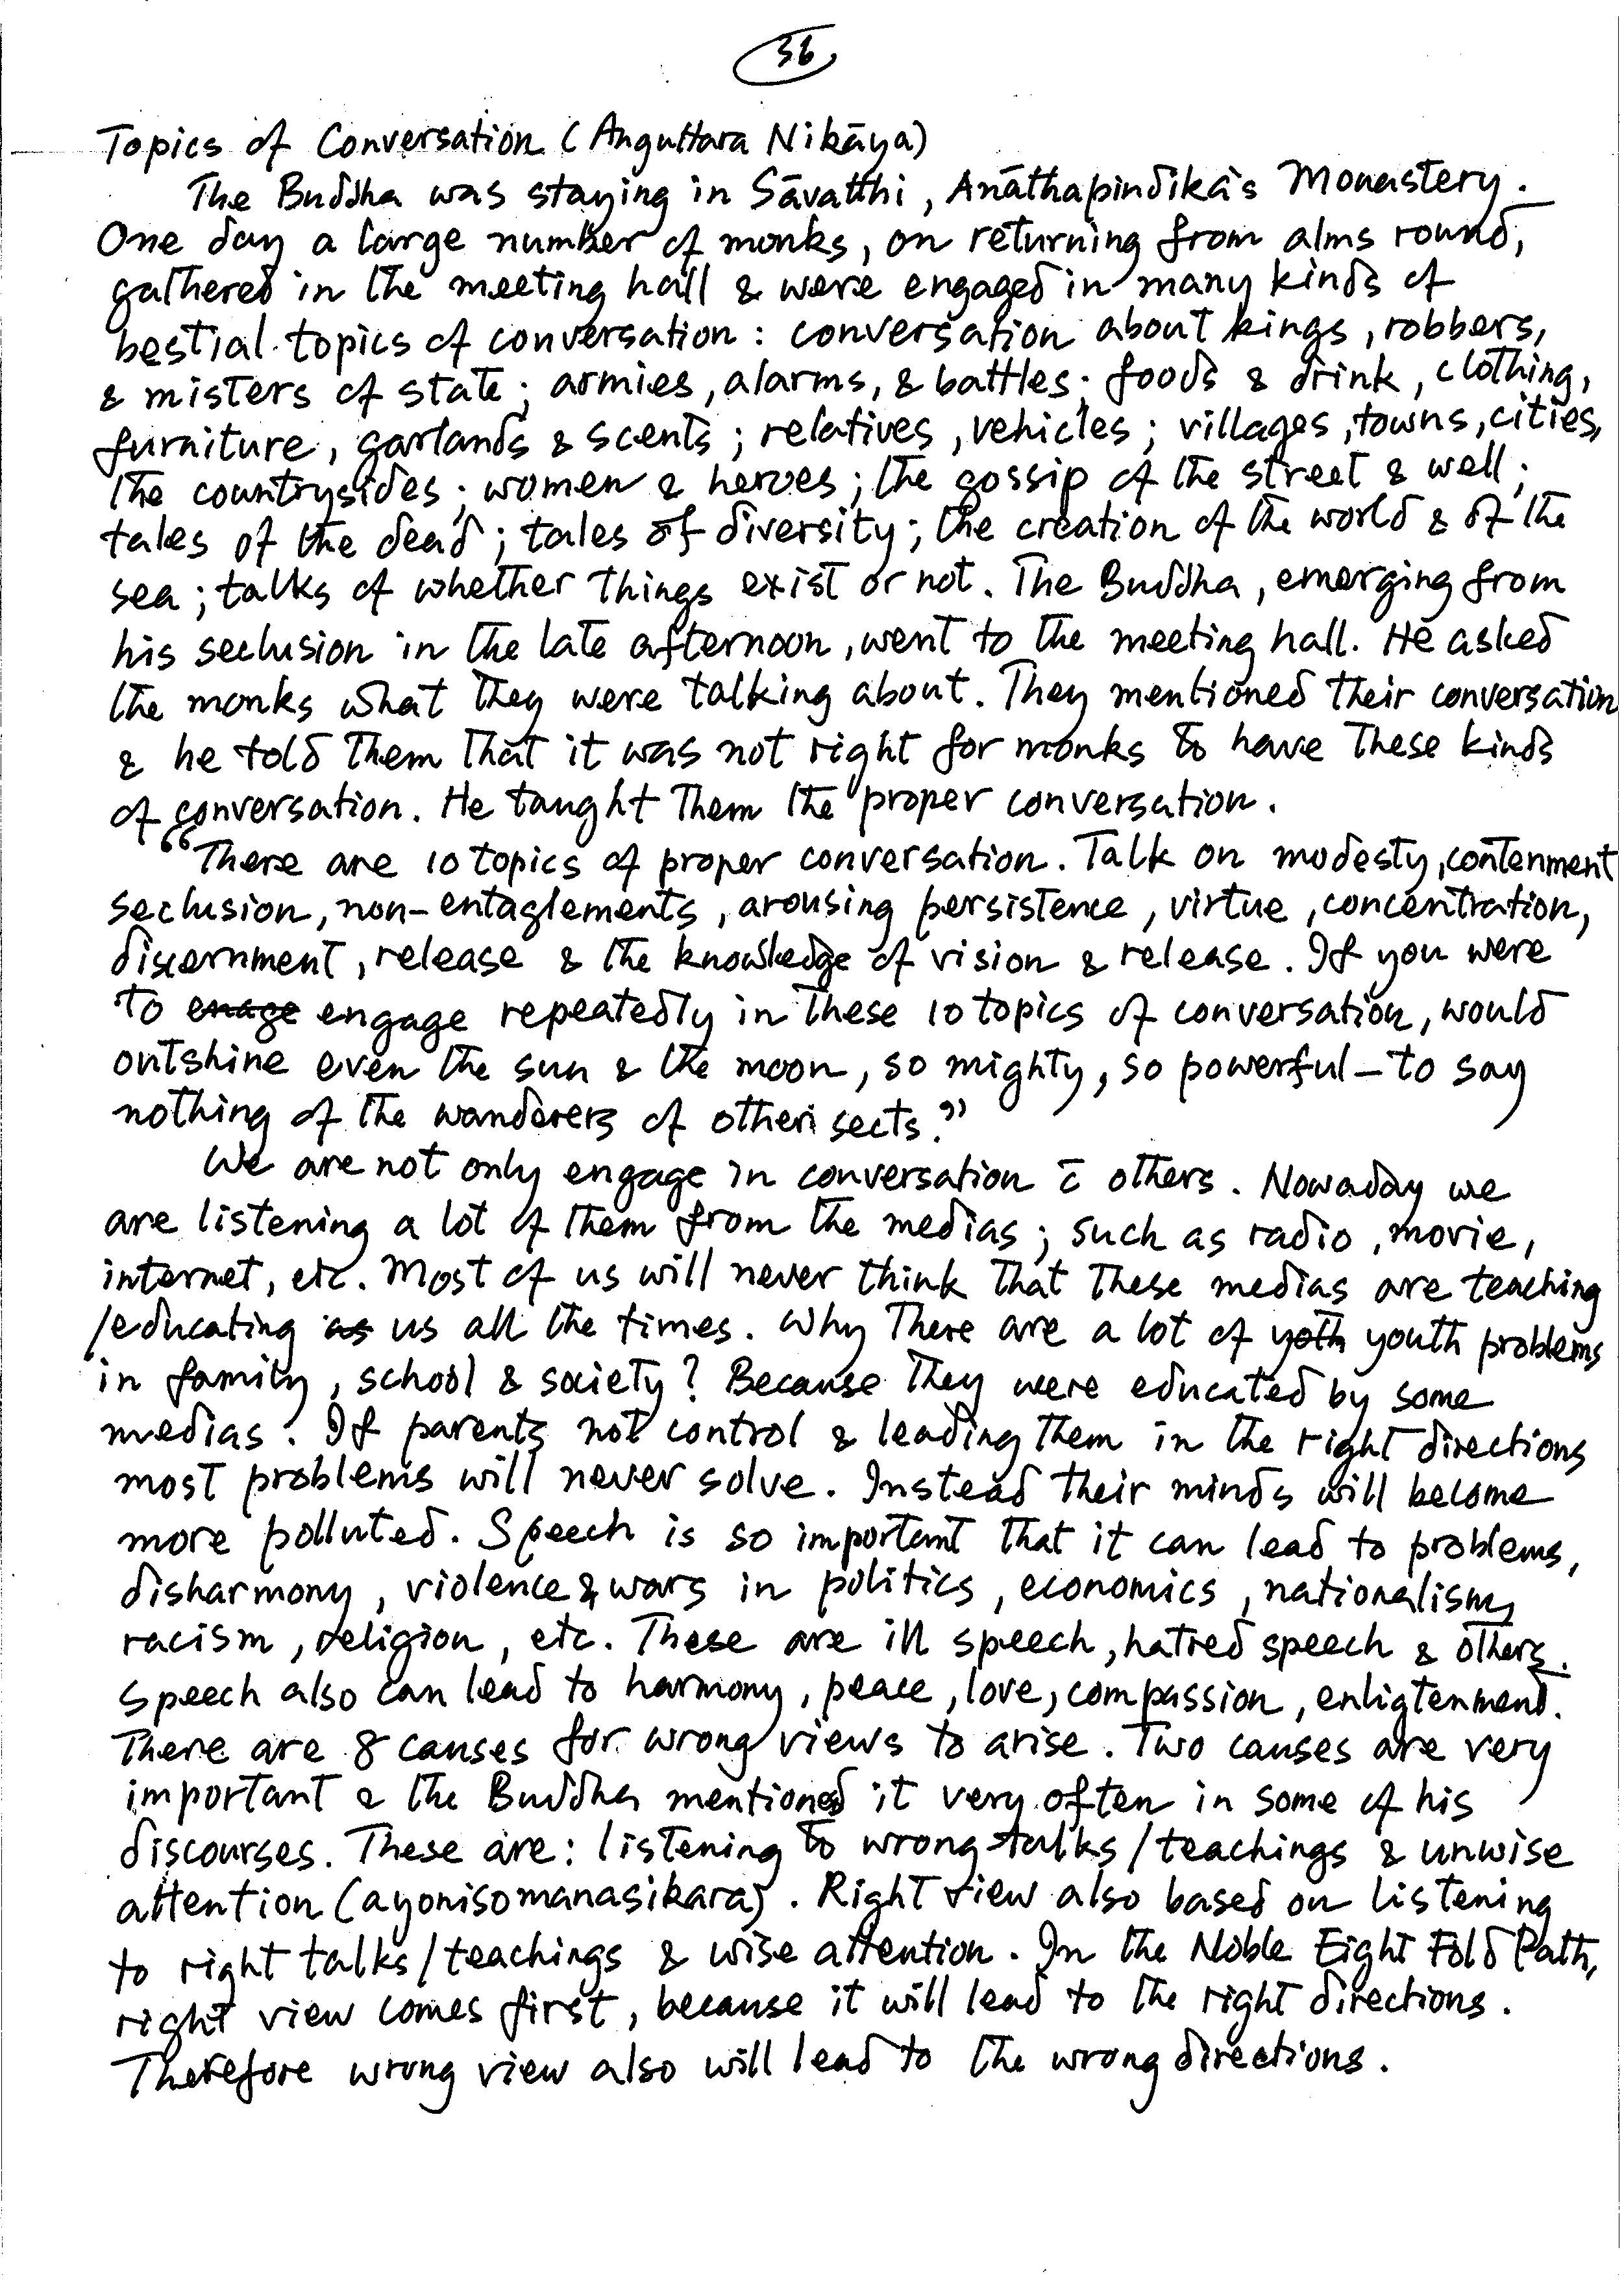 36
Topics of Conversation (Anguttara Nikāya)
The Buddha was staying in Sāvatthi, Anāthapindika's Monastery.
One day a large number of monks, on returning from alms round,
gathered in the meeting hall & were engaged in many kinds of
bestial topics of conversation: conversation about kings, robbers,
& misters of state; armies, alarms, & battles; foods & drink, clothing,
furniture, garlands & scents; relatives, vehicles; villages, towns, cities,
the countrysides; women & heroes; the gossip of the street & well;
tales of the dead; tales of diversity; the creation of the world & of the
sea; talks of whether things exist or not. The Buddha, emerging from
his seclusion in the late afternoon, went to the meeting hall. He asked
the monks what they were talking about. They mentioned their conversation
& he told them that it was not right for monks to have these kinds
of conversation. He taught them the proper conversation.
"There are 10 topics of proper conversation. Talk on modesty, contenment
seclusion, non-entaglements, arousing persistence, virtue, concentration,
discernment, release & the knowledge of vision & release. If you were
to enage engage repeatedly in these 10 topics of conversation, would
outshine even the sun & the moon, so mighty, so powerful – to say
nothing of the wanderers of other sects."
We are not only engage in conversation c̄ others. Nowaday we
are listening a lot of them from the medias; such as radio, movie,
internet, etc. Most of us will never think that these medias are teaching
/educating as us all the times. Why there are a lot of yoth youth problems
in family, school & society? Because they were educated by some
medias. If parents not control & leading them in the right directions
most problems will never solve. Instead their minds will become
more polluted. Speech is so important that it can lead to problems,
disharmony, violence & wars in politics, economics, nationalism,
racism, religion, etc. These are ill speech, hatred speech & others.
Speech also can lead to harmony, peace, love, compassion, enligtenment.
There are 8 causes for wrong views to arise. Two causes are very
important & the Buddha mentioned it very often in some of his
discourses. These are: listening to wrong talks/teachings & unwise
attention (ayonisomanasikara). Right view also based on listening
to right talks/teachings & wise attention. In the Noble Eight Fold Path,
right view comes first, because it will lead to the right directions.
Therefore wrong view also will lead to the wrong directions.